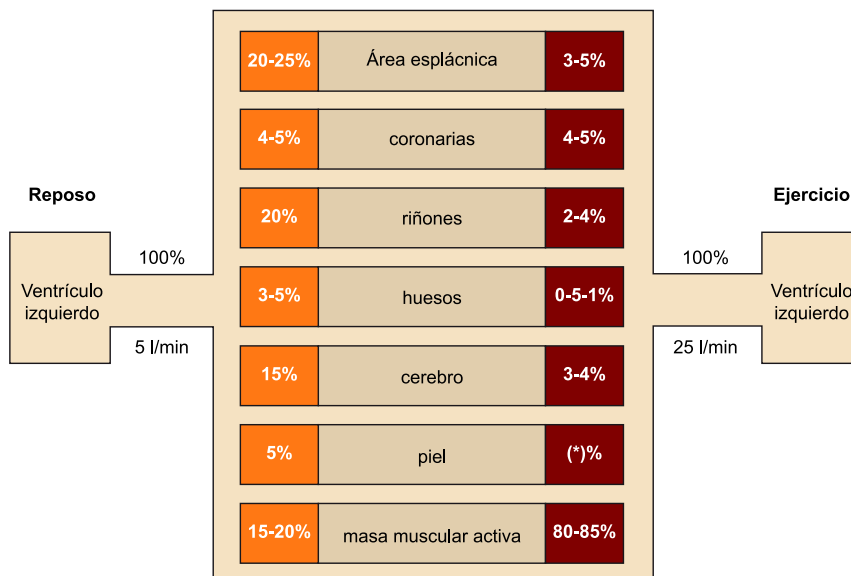 20-25% Área esplácnica 3-5%
4-5% coronarias 4-5%
Reposo
Ejercicio
20% riñones 2-4%
100%
100%
Ventrículo
izquierdo
3-5% huesos 0-5-1%
Ventrículo
izquierdo
5 l/min
25 l/min
15% cerebro 3-4%
5% piel (*)%
15-20% masa muscular activa 80-85%